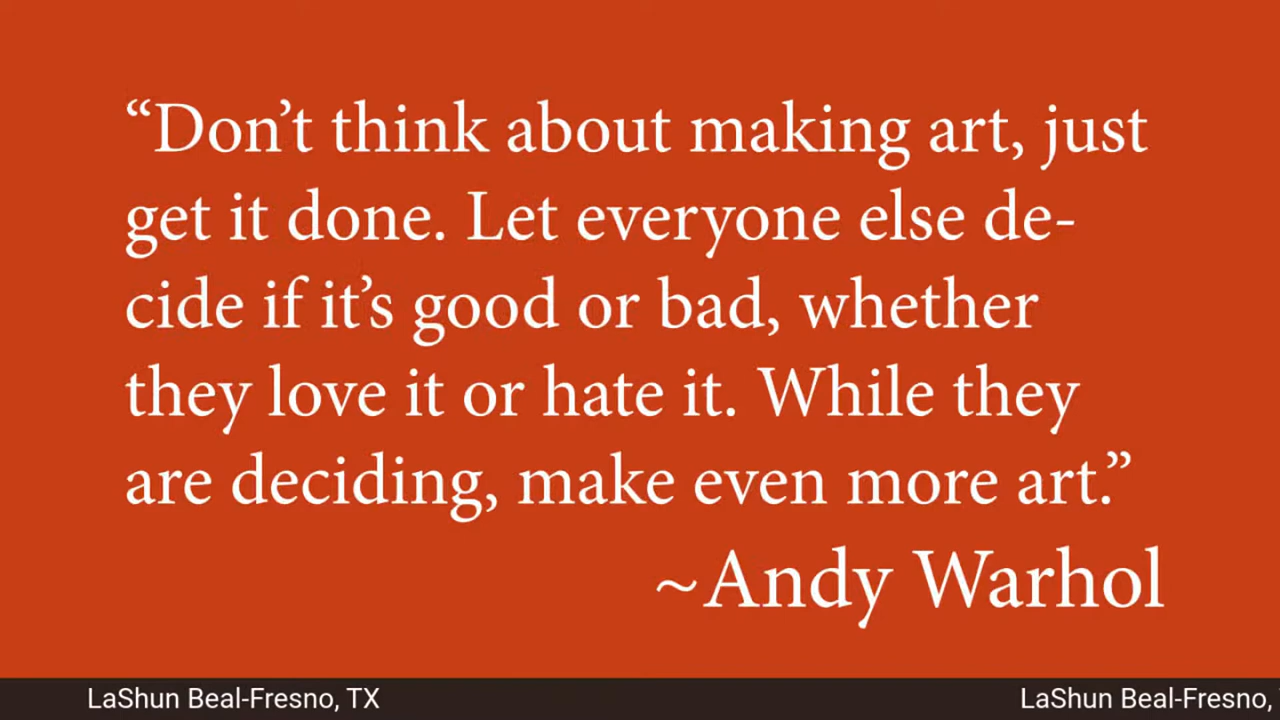 “Don’t think about making art, just
get it done. Let everyone else de-
cide if it’s good or bad, whether
they love it or hate it. While they
are deciding, make even more art.”
~Andy Warhol
LaShun Beal-Fresno, TX
LaShun Beal-Fresno,